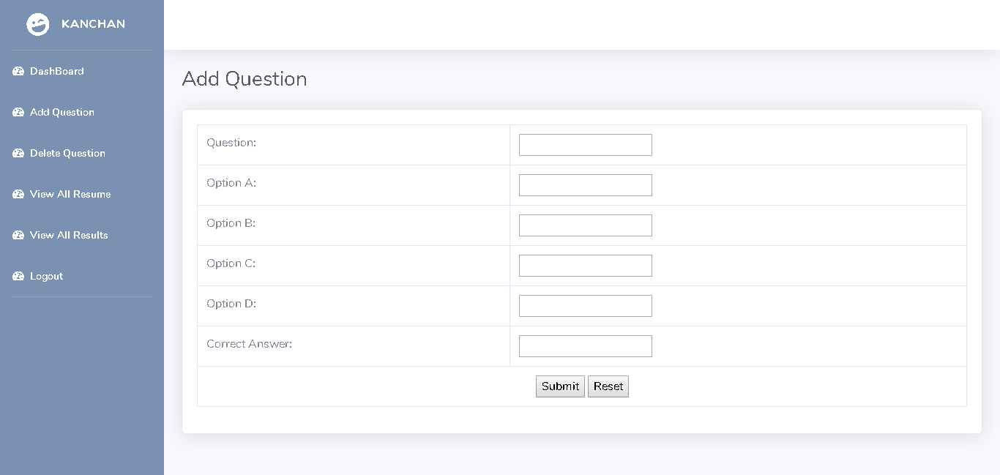 KANCHAN
DashBoard
Add Question
Delete Question
View All Resume
View All Results
Logout
Add Question
Question:
Option A:
Option B:
Option C:
Option D:
Correct Answer:
Submit Reset